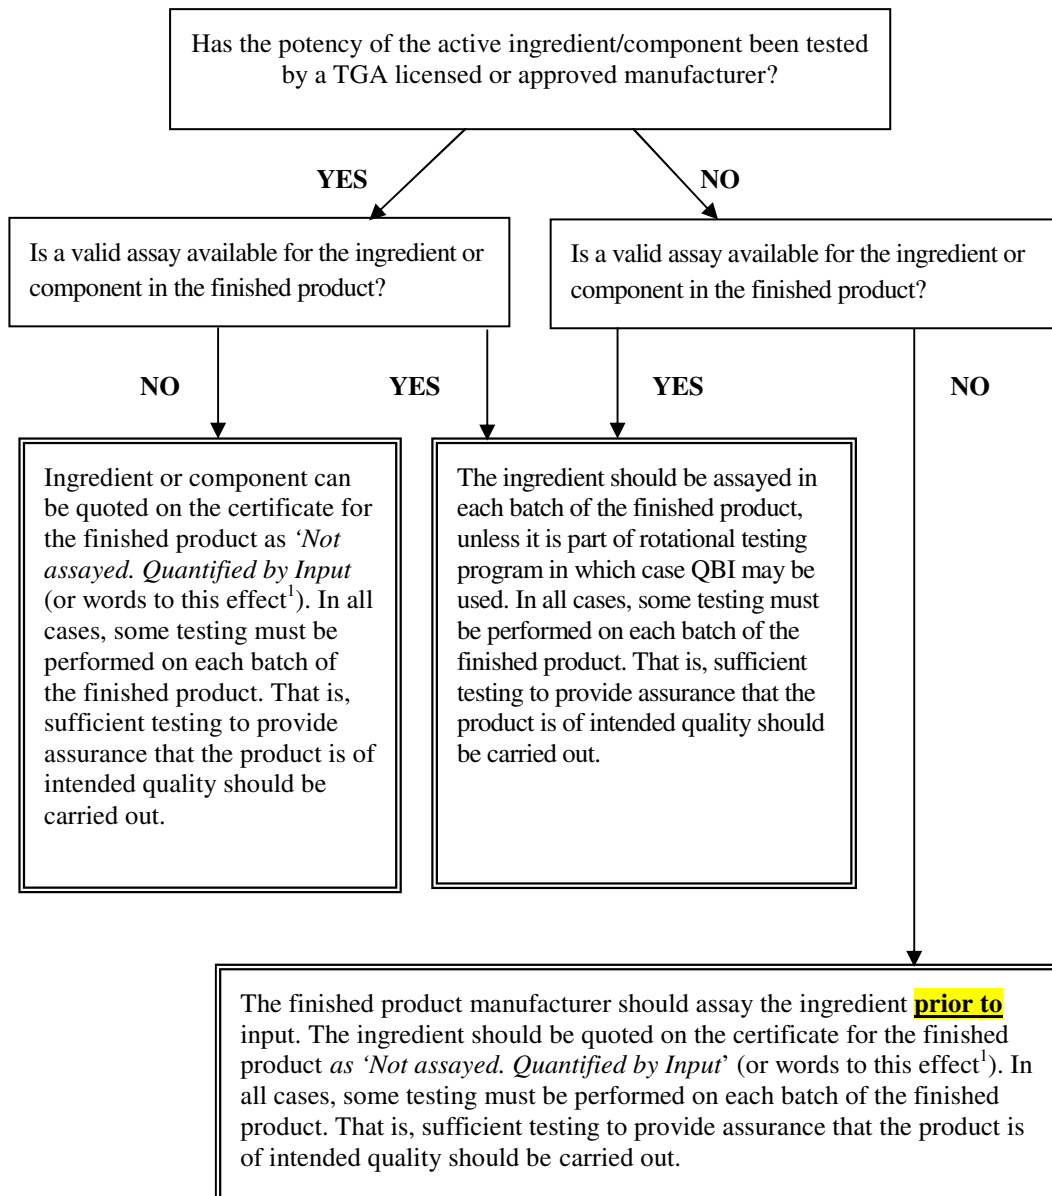 Has the potency of the active ingredient/component been tested
by a TGA licensed or approved manufacturer?
YES
NO
Is a valid assay available for the ingredient or
component in the finished product?
Is a valid assay available for the ingredient or
component in the finished product?
NO
YES
YES
NO
Ingredient or component can
be quoted on the certificate for
the finished product as ‘Not
assayed. Quantified by Input
(or words to this effect1). In all
cases, some testing must be
performed on each batch of
the finished product. That is,
sufficient testing to provide
assurance that the product is of
intended quality should be
carried out.
The ingredient should be assayed in
each batch of the finished product,
unless it is part of rotational testing
program in which case QBI may be
used. In all cases, some testing must
be performed on each batch of the
finished product. That is, sufficient
testing to provide assurance that the
product is of intended quality should
be carried out.
The finished product manufacturer should assay the ingredient prior to
input. The ingredient should be quoted on the certificate for the finished
product as ‘Not assayed. Quantified by Input’ (or words to this effect1). In
all cases, some testing must be performed on each batch of the finished
product. That is, sufficient testing to provide assurance that the product is
of intended quality should be carried out.